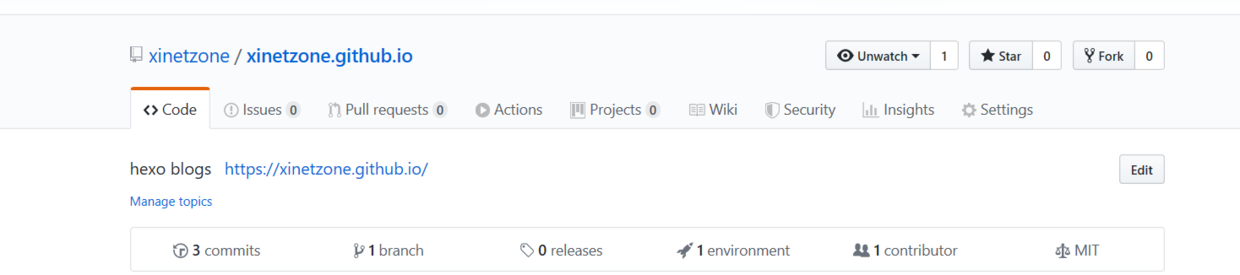 xinetzone / xinetzone.github.io Unwatch 1 Star 0 Fork 0
Code Issues 0 Pull requests 0 Actions Projects 0 Wiki Security Insights Settings
hexo blogs https://xinetzone.github.io/ Edit
Manage topics
3 commits 1 branch 0 releases 1 environment 1 contributor MIT